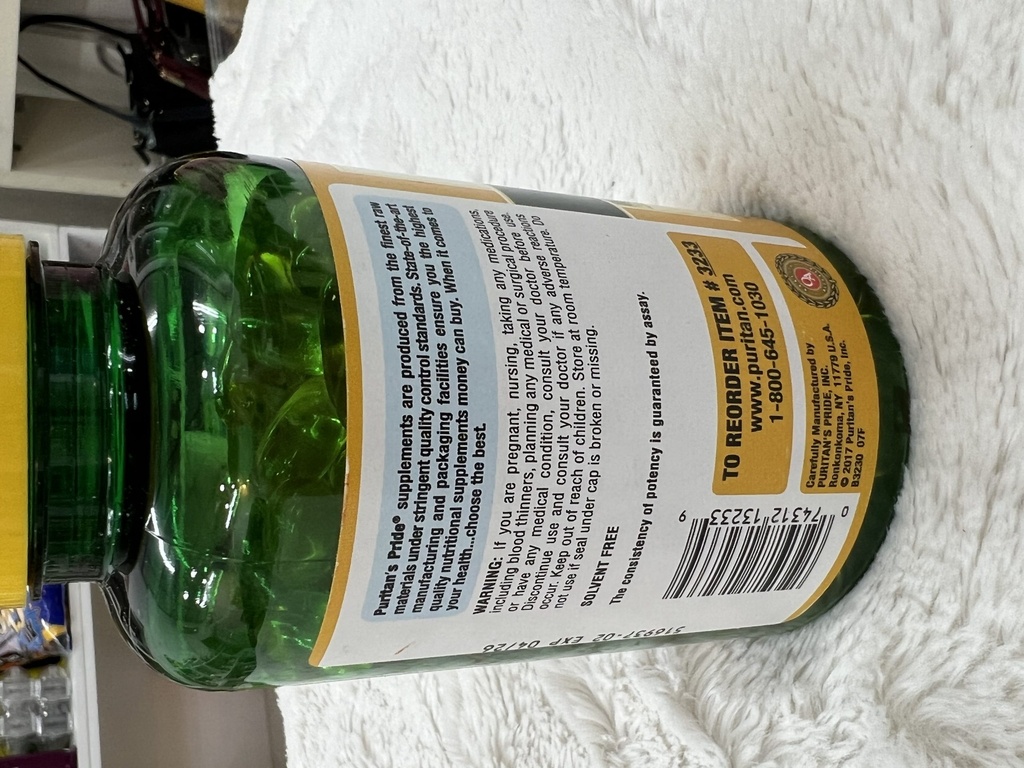 Puritan's Pride® supplements are produced from the finest raw
materials under stringent quality control standards. State-of-the-art
manufacturing and packaging facilities ensure you the highest
quality nutritional supplements money can buy. When it comes to
your health...choose the best.
WARNING: If you are pregnant, nursing, taking any medications,
including blood thinners, planning any medical or surgical procedure
or have any medical condition, consult your doctor before use.
Discontinue use and consult your doctor if any adverse reactions
occur. Keep out of reach of children. Store at room temperature. Do
not use if seal under cap is broken or missing.
SOLVENT FREE
The consistency of potency is guaranteed by assay.
TO REORDER ITEM # 3233
www.puritan.com
1-800-645-1030
Carefully Manufactured by
PURITAN'S PRIDE, INC.
Ronkonkoma, NY 11779 U.S.A.
© 2017 Puritan's Pride, Inc.
B3230 07F
0 74312 13233 9
516937-02 EXP 04/26